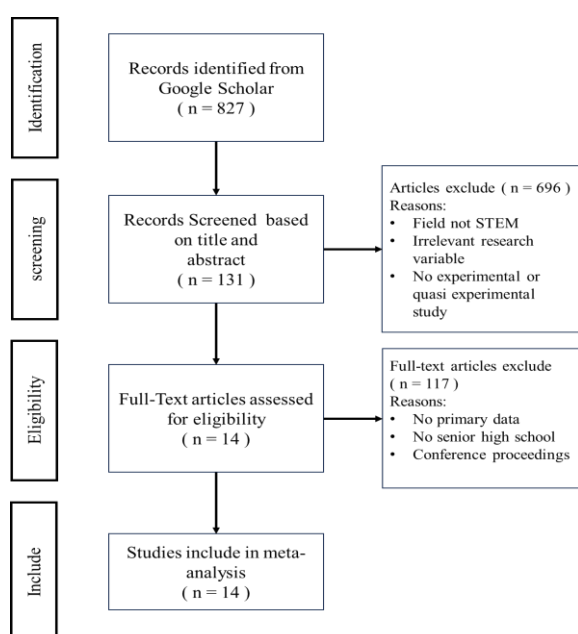 Identification
Records identified from
Google Scholar
( n = 827)
screening
Records Screened based
on title and
abstract
( n = 131 )
Articles exclude ( n = 696 )
Reasons:
• Field not STEM
• Irrelevant research
variable
• No experimental or
quasi experimental
study
Eligibility
Full-Text articles assessed
for eligibility
( n = 14 )
Full-text articles exclude
( n = 117 )
Reasons:
• No primary data
• No senior high school
• Conference proceedings
Include
Studies include in meta-
analysis
( n = 14 )